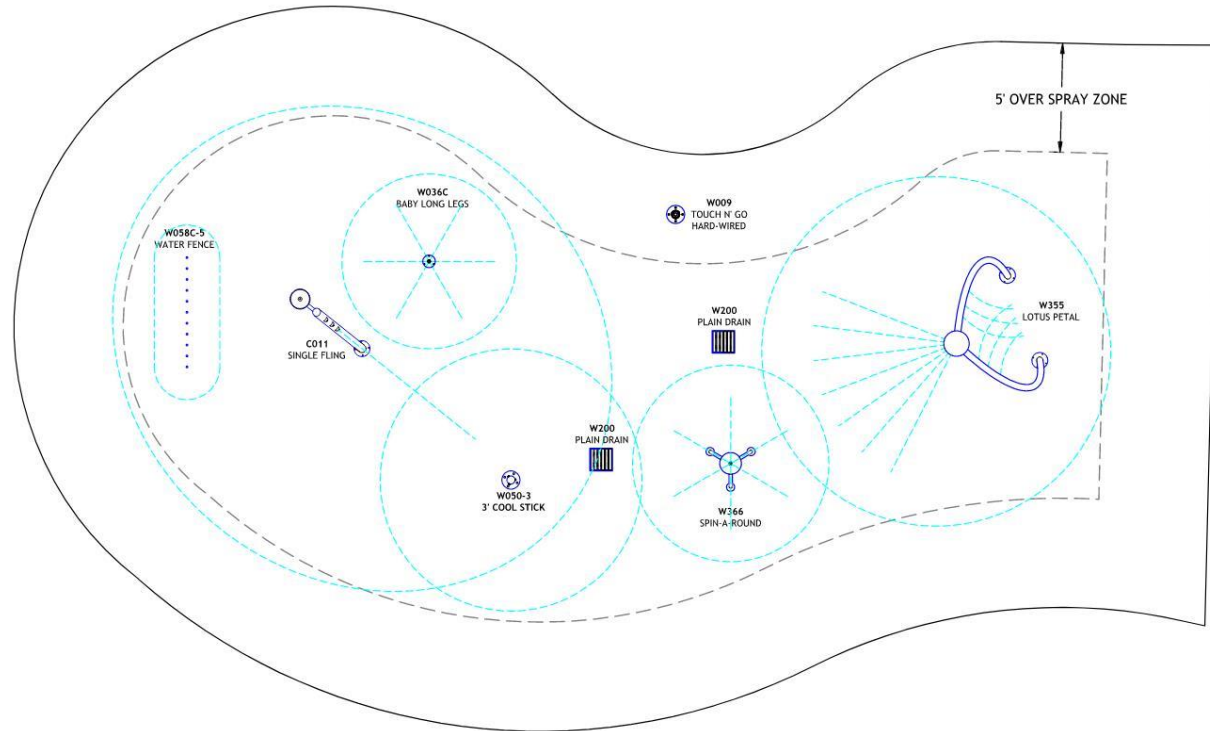 5' OVER SPRAY ZONE
W036C
BABY LONG LEGS
W009
TOUCH N' GO
HARD-WIRED
W058C-5
WATER FENCE
W355
LOTUS PETAL
W200
PLAIN DRAIN
C011
SINGLE FLING
W200
PLAIN DRAIN
W050-3
3' COOL STICK
W366
SPIN-A-ROUND